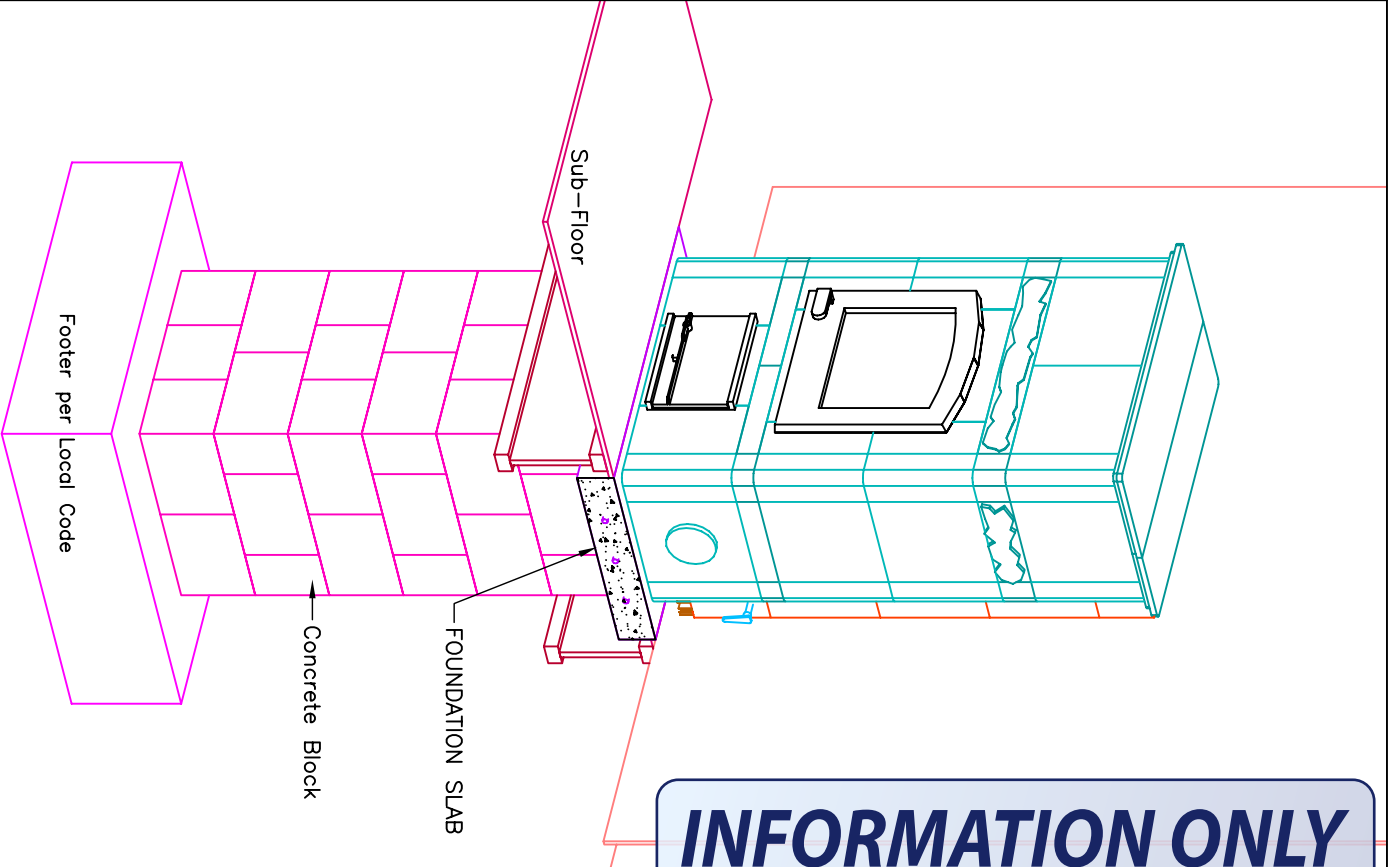 Sub-Floor
Footer per Local Code
Concrete Block
FOUNDATION SLAB
INFORMATION ONLY